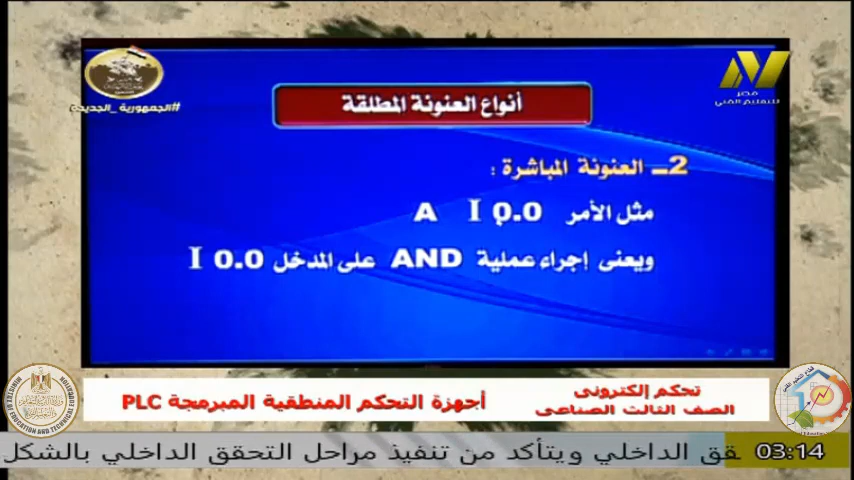 #الجمهورية_الجديدة
مصر
للتعليم الفني
أنواع العنونة المطلقة
2ـ العنونة المباشرة :
مثل الأمر A I 0.0
ويعنى إجراء عملية AND على المدخل I 0.0
تحكم إلكترونى
الصف الثالث الصناعى
أجهزة التحكم المنطقية المبرمجة PLC
03:14
قق الداخلي ويتأكد من تنفيذ مراحل التحقق الداخلي بالشكل